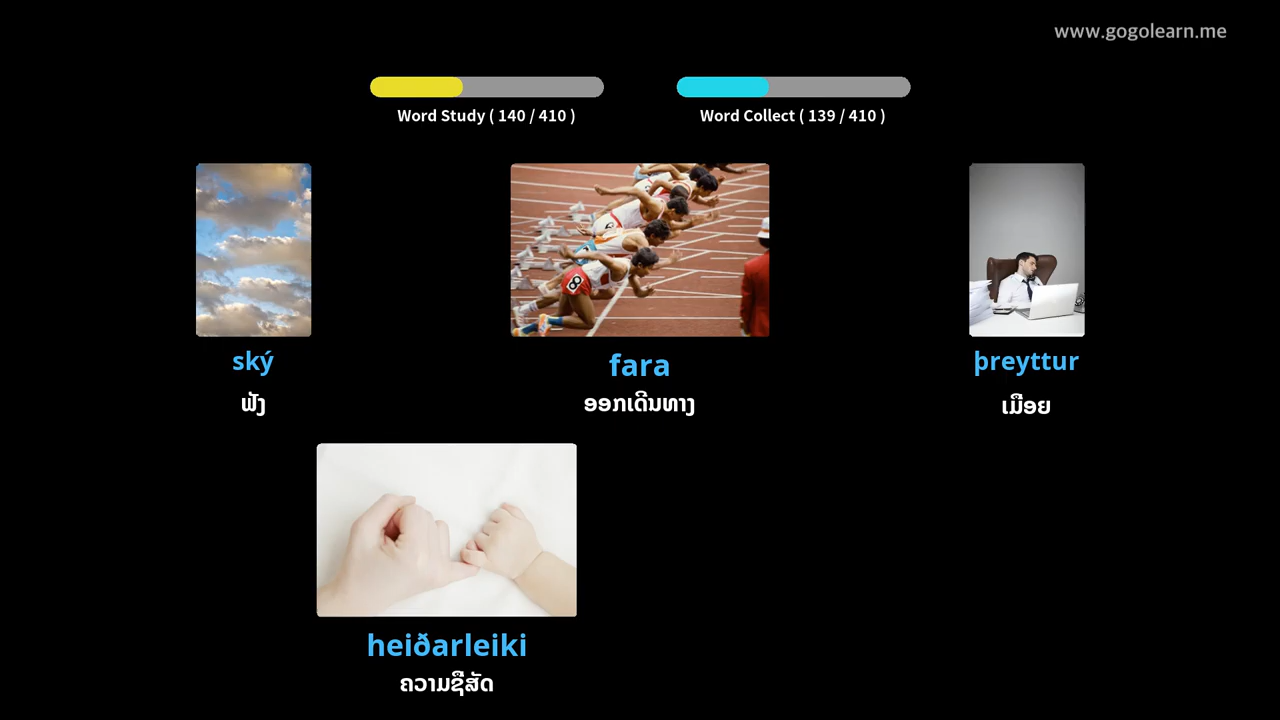 www.gogolearn.me
Word Study ( 140 / 410 )
Word Collect ( 139 / 410 )
ský
ຟັງ
fara
ອອກເດີນທາງ
þreyttur
ເມື່ອຍ
heiðarleiki
ຄວາມຊື່ສັດ